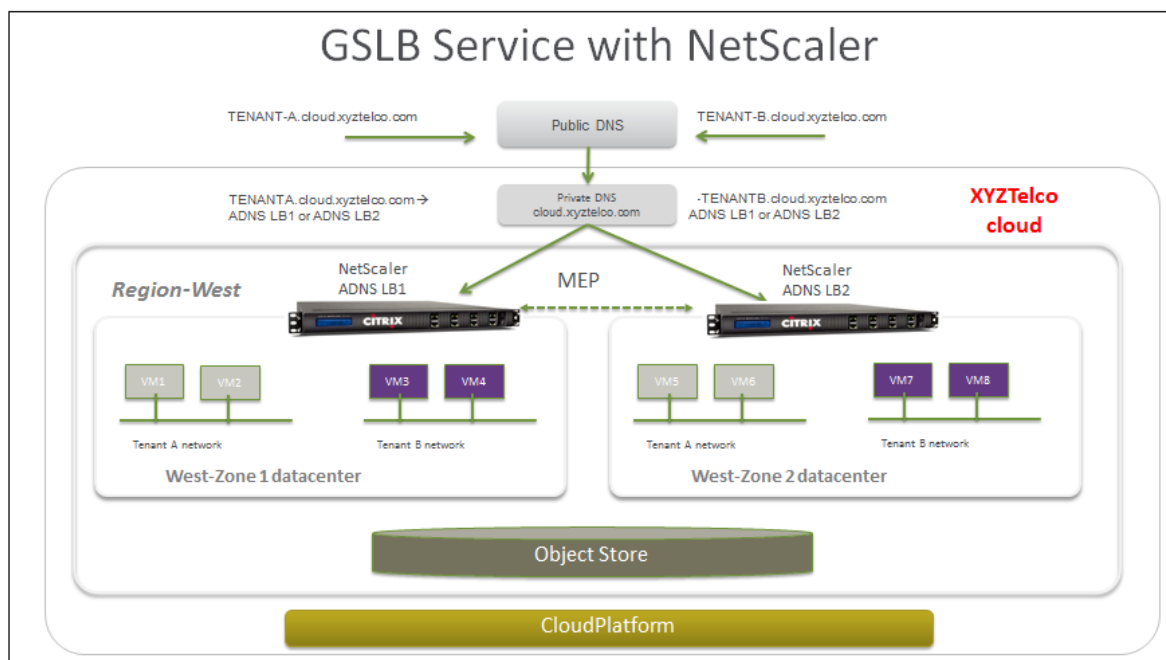 GSLB Service with NetScaler
TENANT-A.cloud.xyztelco.com
Public DNS
TENANT-B.cloud.xyztelco.com
TENANTA.cloud.xyztelco.com→
ADNS LB1 or ADNS LB2
Private DNS
cloud.xyztelco.com
-TENANTB.cloud.xyztelco.com
ADNS LB1 or ADNS LB2
XYZTelco
cloud
Region-West
NetScaler
ADNS LB1
MEP
NetScaler
ADNS LB2
CITRIX
CITRIX
VM1
VM2
VM3
VM4
VM5
VM6
VM7
VM8
Tenant A network
Tenant B network
Tenant A network
Tenant B network
West-Zone 1 datacenter
West-Zone 2 datacenter
Object Store
CloudPlatform